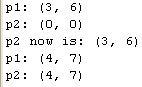 p1: (3, 6)
p2: (0, 0)
p2 now is: (3, 6)
p1: (4, 7)
p2: (4, 7)